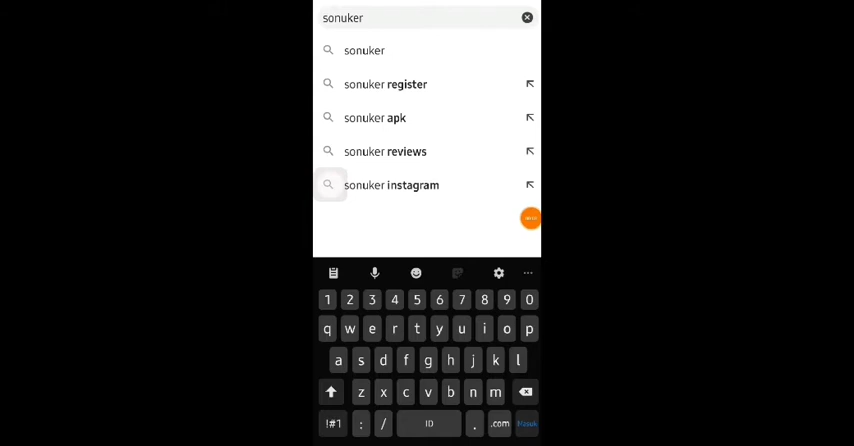 sonuker
sonuker
sonuker register
sonuker apk
sonuker reviews
sonuker instagram
1 2 3 4 5 6 7 8 9 0
q w e r t y u i o p
a s d f g h j k l
z x c v b n m
!#1 : / ID . .com Masuk